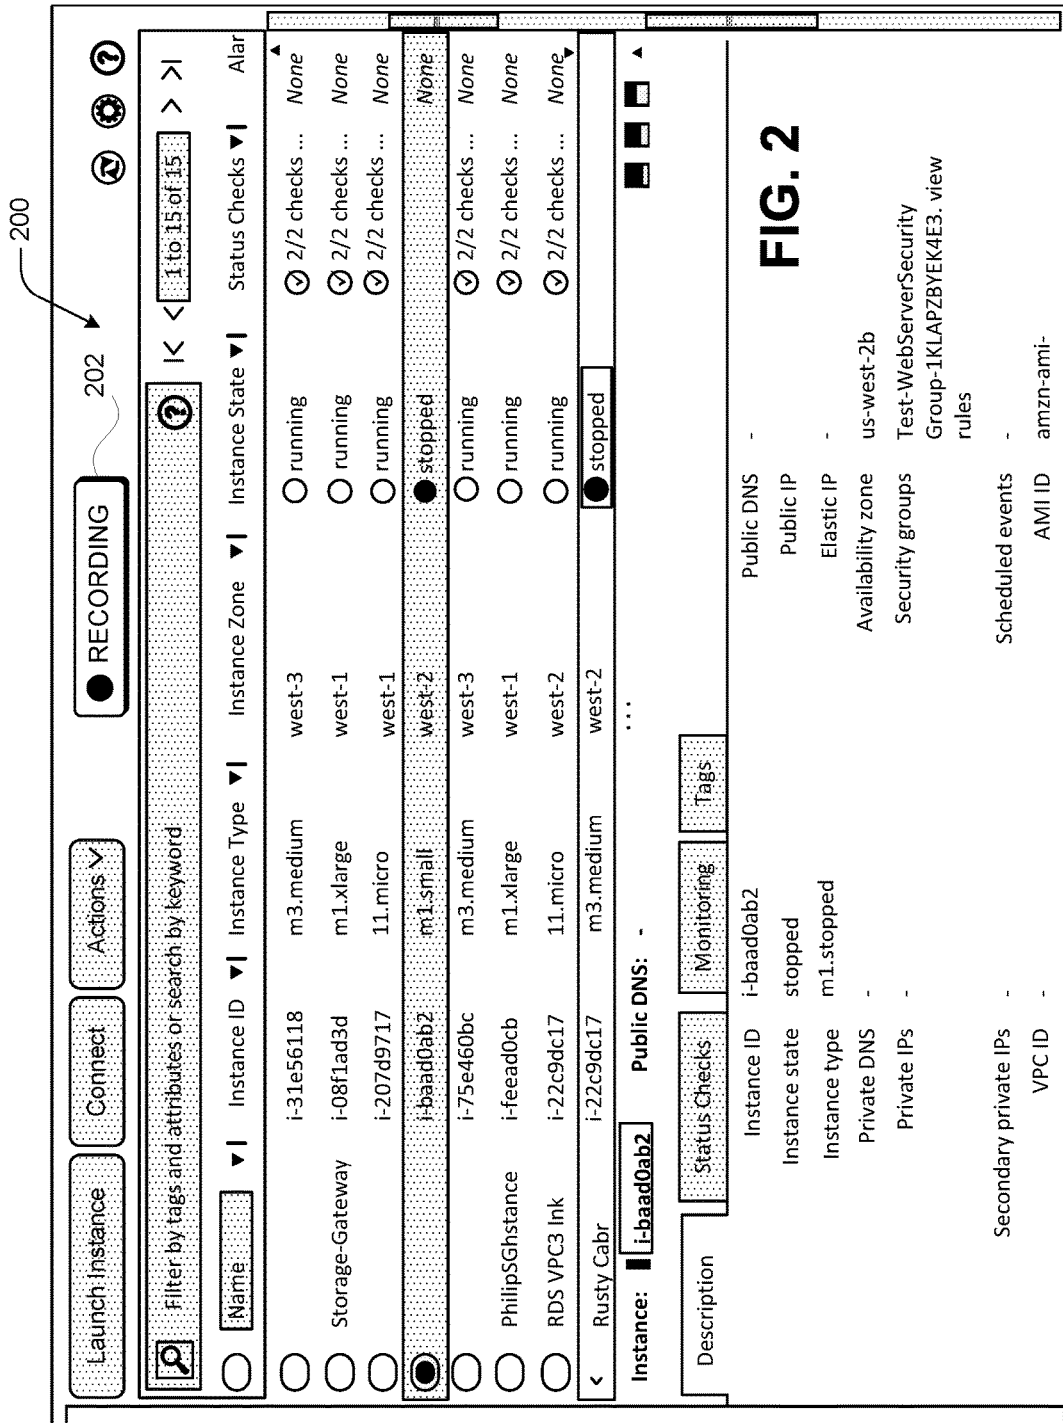 200
202
Launch Instance Connect Actions ● RECORDING
Filter by tags and attributes or search by keyword 1 to 15 of 15
Name Instance ID Instance Type Instance Zone Instance State Status Checks Alar
i-31e56118 m3.medium west-3 running 2/2 checks ... None
Storage-Gateway i-08f1ad3d m1.xlarge west-1 running 2/2 checks ... None
i-207d9717 11.micro west-1 running 2/2 checks ... None
i-baad0ab2 m1.small west-2 stopped None
i-75e460bc m3.medium west-3 running 2/2 checks ... None
PhilipSGhstance i-feead0cb m1.xlarge west-1 running 2/2 checks ... None
RDS VPC3 Ink i-22c9dc17 11.micro west-2 running 2/2 checks ... None
Rusty Cabr i-22c9dc17 m3.medium west-2 stopped
Instance: i-baad0ab2 Public DNS: - ...
Description Status Checks Monitoring Tags
Instance ID i-baad0ab2 Public DNS -
Instance state stopped Public IP -
Instance type m1.stopped Elastic IP -
Private DNS - Availability zone us-west-2b
Private IPs - Security groups Test-WebServerSecurity
Group-1KLAPZBYEK4E3. view
rules
Secondary private IPs - Scheduled events -
VPC ID - AMI ID amzn-ami-
FIG. 2